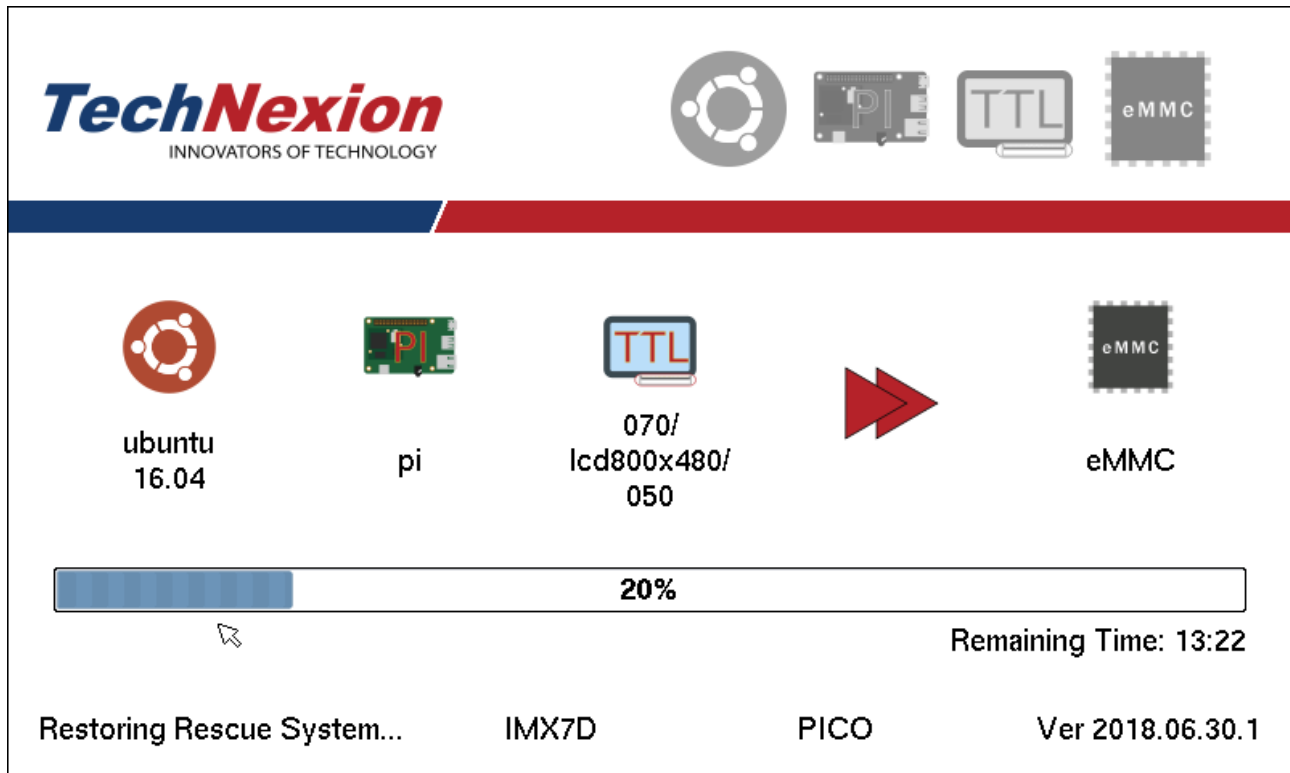 TechNexion
INNOVATORS OF TECHNOLOGY
PI
TTL
eMMC
PI
TTL
eMMC
ubuntu
16.04
pi
070/
lcd800x480/
050
eMMC
20%
Remaining Time: 13:22
Restoring Rescue System...
IMX7D
PICO
Ver 2018.06.30.1